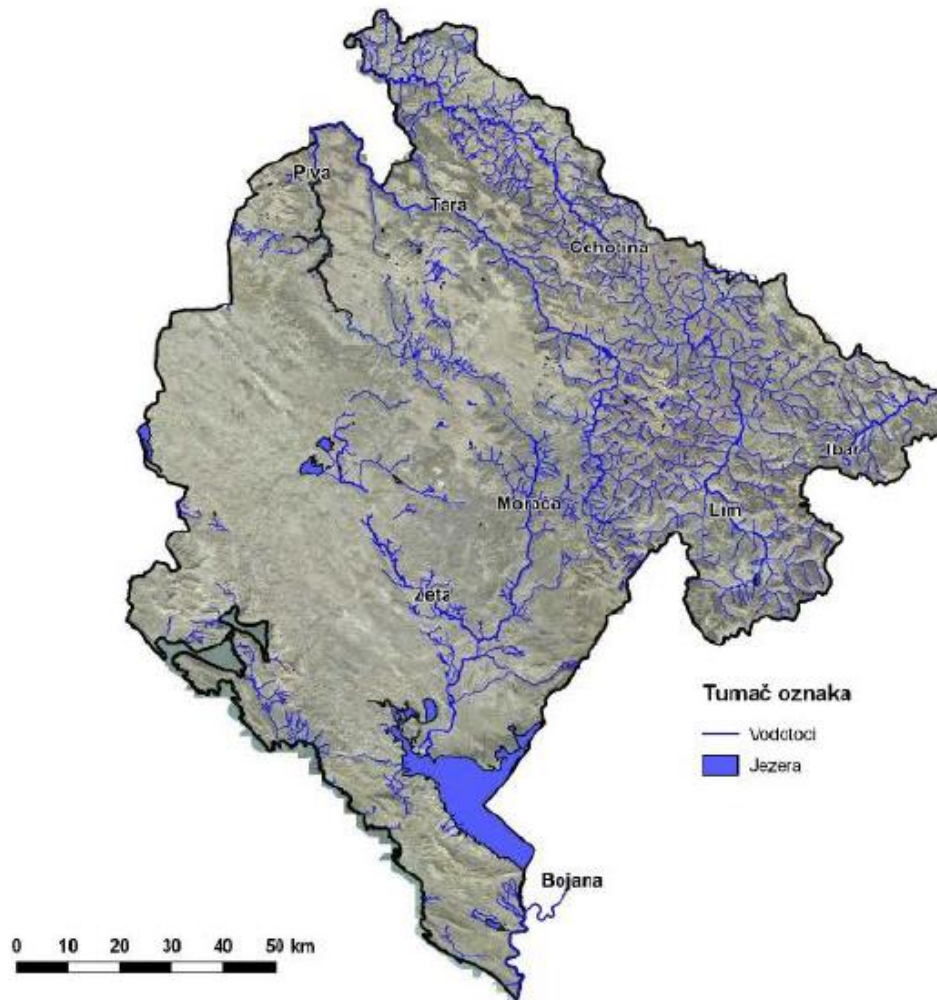 Piva
Tara
Ćehotina
Ibar
Morača
Lim
Zeta
Tumač oznaka
Vodotoci
Jezera
Bojana
0 10 20 30 40 50 km